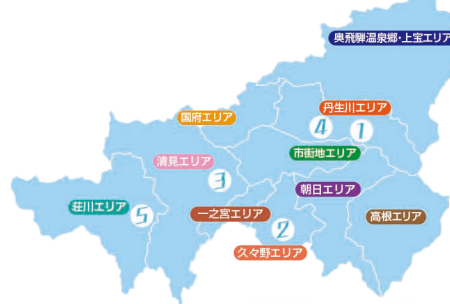 奥飛騨温泉郷・上宝エリア
丹生川エリア
国府エリア
4 1
市街地エリア
清見エリア
3
朝日エリア
荘川エリア
5
一之宮エリア
高根エリア
2
久々野エリア